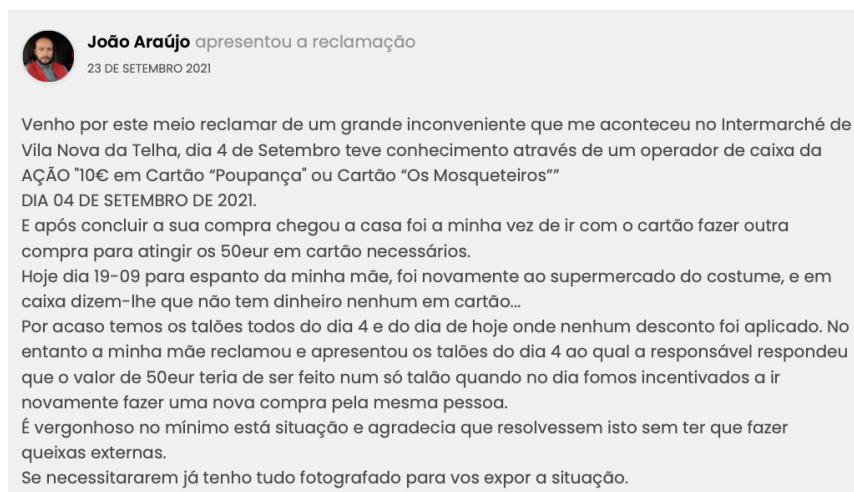 João Araújo apresentou a reclamação
23 DE SETEMBRO 2021
Venho por este meio reclamar de um grande inconveniente que me aconteceu no Intermarché de
Vila Nova da Telha, dia 4 de Setembro teve conhecimento através de um operador de caixa da
AÇÃO "10€ em Cartão “Poupança" ou Cartão “Os Mosqueteiros””
DIA 04 DE SETEMBRO DE 2021.
E após concluir a sua compra chegou a casa foi a minha vez de ir com o cartão fazer outra
compra para atingir os 50eur em cartão necessários.
Hoje dia 19-09 para espanto da minha mãe, foi novamente ao supermercado do costume, e em
caixa dizem-lhe que não tem dinheiro nenhum em cartão...
Por acaso temos os talões todos do dia 4 e do dia de hoje onde nenhum desconto foi aplicado. No
entanto a minha mãe reclamou e apresentou os talões do dia 4 ao qual a responsável respondeu
que o valor de 50eur teria de ser feito num só talão quando no dia fomos incentivados a ir
novamente fazer uma nova compra pela mesma pessoa.
É vergonhoso no mínimo está situação e agradecia que resolvessem isto sem ter que fazer
queixas externas.
Se necessitararem já tenho tudo fotografado para vos expor a situação.